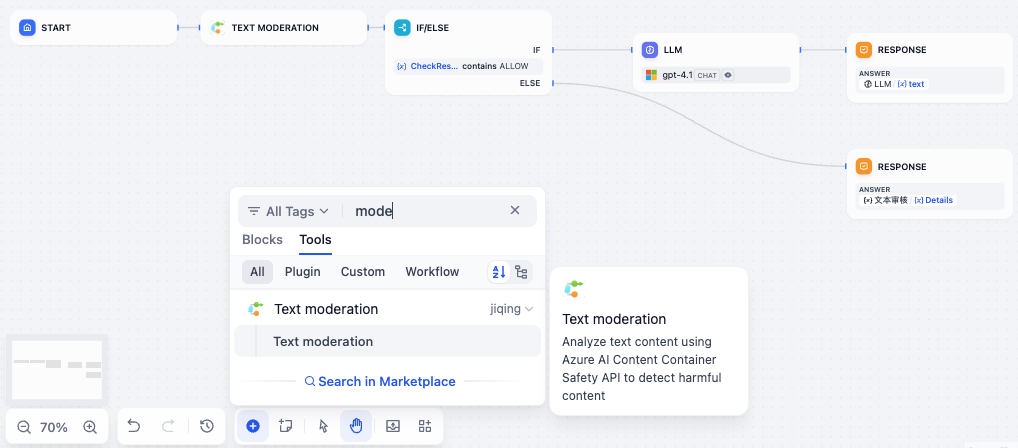 START
TEXT MODERATION
IF/ELSE
IF
{x} CheckRes... contains ALLOW
ELSE
LLM
gpt-4.1 CHAT
RESPONSE
ANSWER
LLM / {x} text
RESPONSE
ANSWER
{x} 文本审核 / {x} Details
All Tags
mode
Blocks
Tools
All
Plugin
Custom
Workflow
AZ
Text moderation
jiqing
Text moderation
Search in Marketplace
Text moderation
Analyze text content using
Azure AI Content Container
Safety API to detect harmful
content
70%